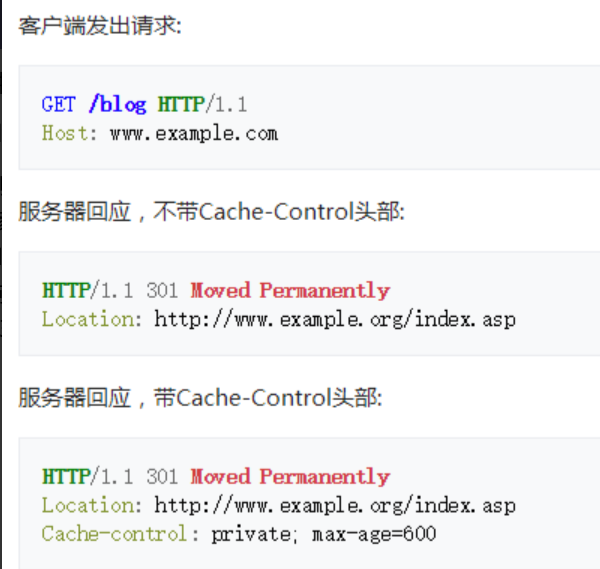 客户端发出请求:
GET /blog HTTP/1.1
Host: www.example.com
服务器回应，不带Cache-Control头部:
HTTP/1.1 301 Moved Permanently
Location: http://www.example.org/index.asp
服务器回应，带Cache-Control头部:
HTTP/1.1 301 Moved Permanently
Location: http://www.example.org/index.asp
Cache-control: private; max-age=600